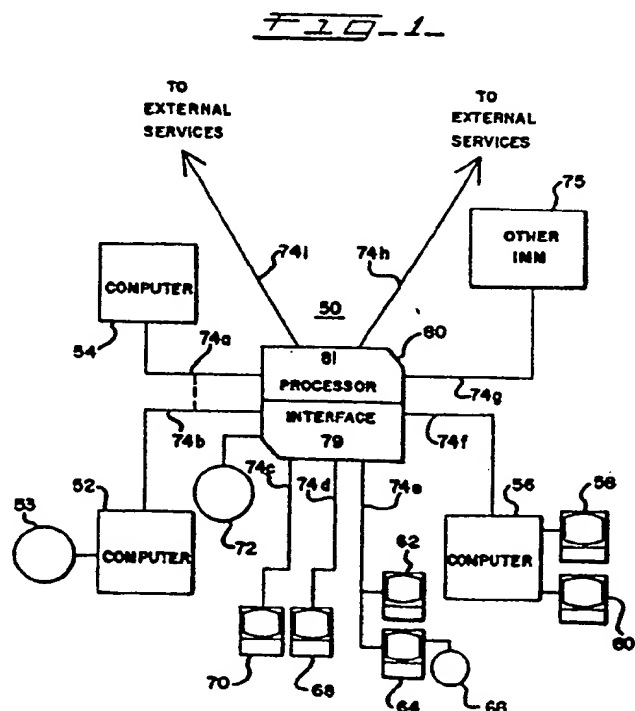 FIG-1-
TO
EXTERNAL
SERVICES
TO
EXTERNAL
SERVICES
75
OTHER
IMM
74i
74h
COMPUTER
50
80
54
74a
81
PROCESSOR
74g
INTERFACE
79
74b
74f
52
74c
74d
74e
56
58
53
COMPUTER
72
62
COMPUTER
60
70
68
64
66